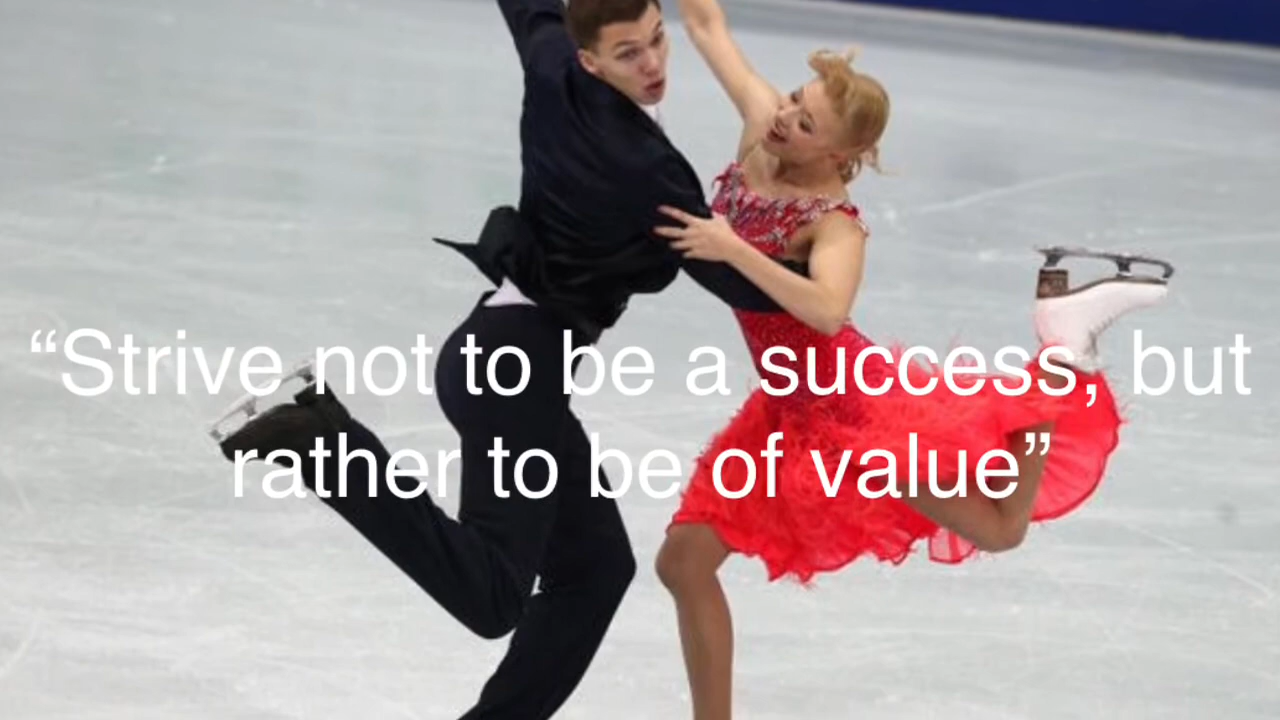 “Strive not to be a success, but
rather to be of value”